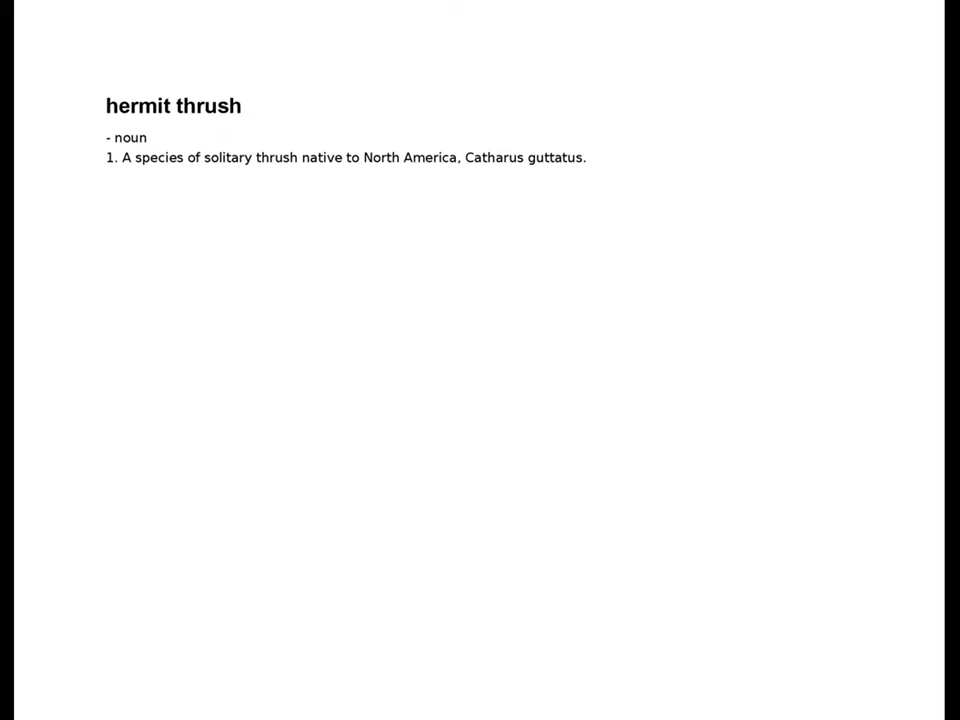 hermit thrush
- noun
1. A species of solitary thrush native to North America, Catharus guttatus.